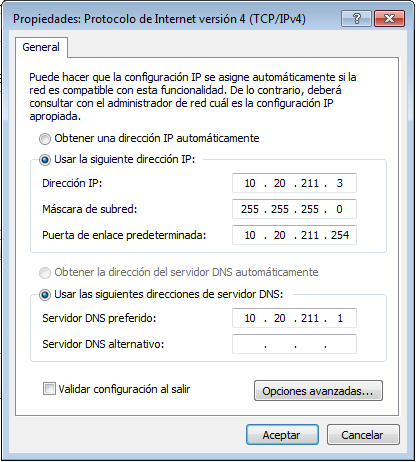 Propiedades: Protocolo de Internet versión 4 (TCP/IPv4)
General
Puede hacer que la configuración IP se asigne automáticamente si la
red es compatible con esta funcionalidad. De lo contrario, deberá
consultar con el administrador de red cuál es la configuración IP
apropiada.
Obtener una dirección IP automáticamente
Usar la siguiente dirección IP:
Dirección IP: 10 . 20 . 211 . 3
Máscara de subred: 255 . 255 . 255 . 0
Puerta de enlace predeterminada: 10 . 20 . 211 . 254
Obtener la dirección del servidor DNS automáticamente
Usar las siguientes direcciones de servidor DNS:
Servidor DNS preferido: 10 . 20 . 211 . 1
Servidor DNS alternativo: . . .
Validar configuración al salir
Opciones avanzadas...
Aceptar Cancelar